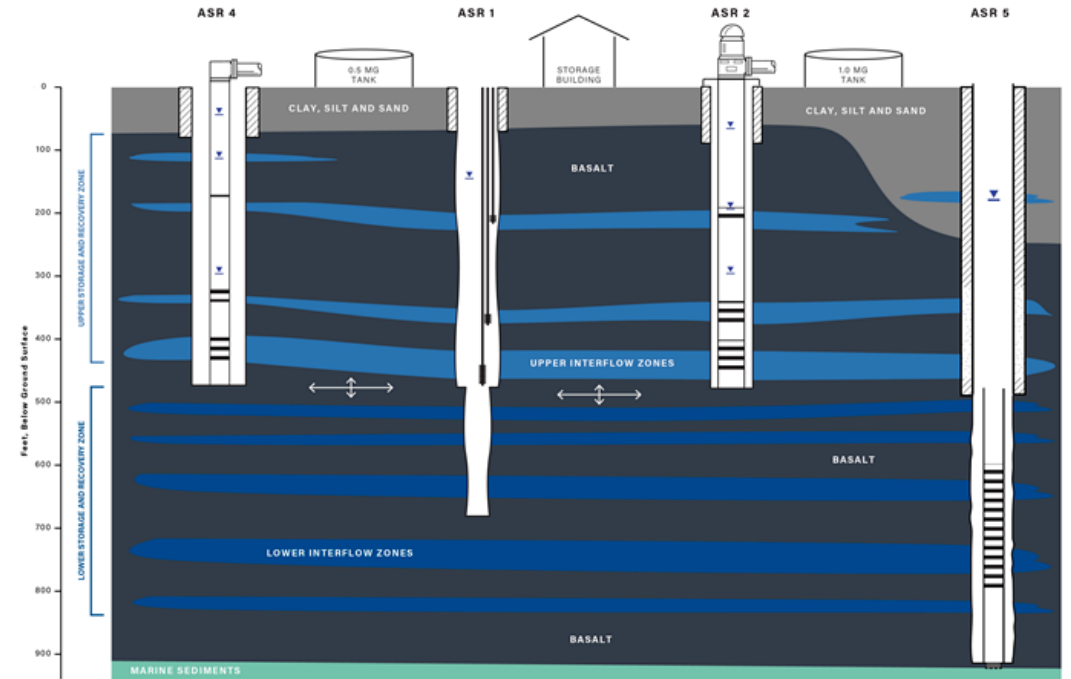 ASR 4
ASR 1
ASR 2
ASR 5
0.5 MG
TANK
STORAGE
BUILDING
1.0 MG
TANK
0
CLAY, SILT AND SAND
CLAY, SILT AND SAND
100
BASALT
200
300
400
500
600
700
800
900
Feet, Below Ground Surface
UPPER STORAGE AND RECOVERY ZONE
LOWER STORAGE AND RECOVERY ZONE
UPPER INTERFLOW ZONES
BASALT
LOWER INTERFLOW ZONES
BASALT
MARINE SEDIMENTS